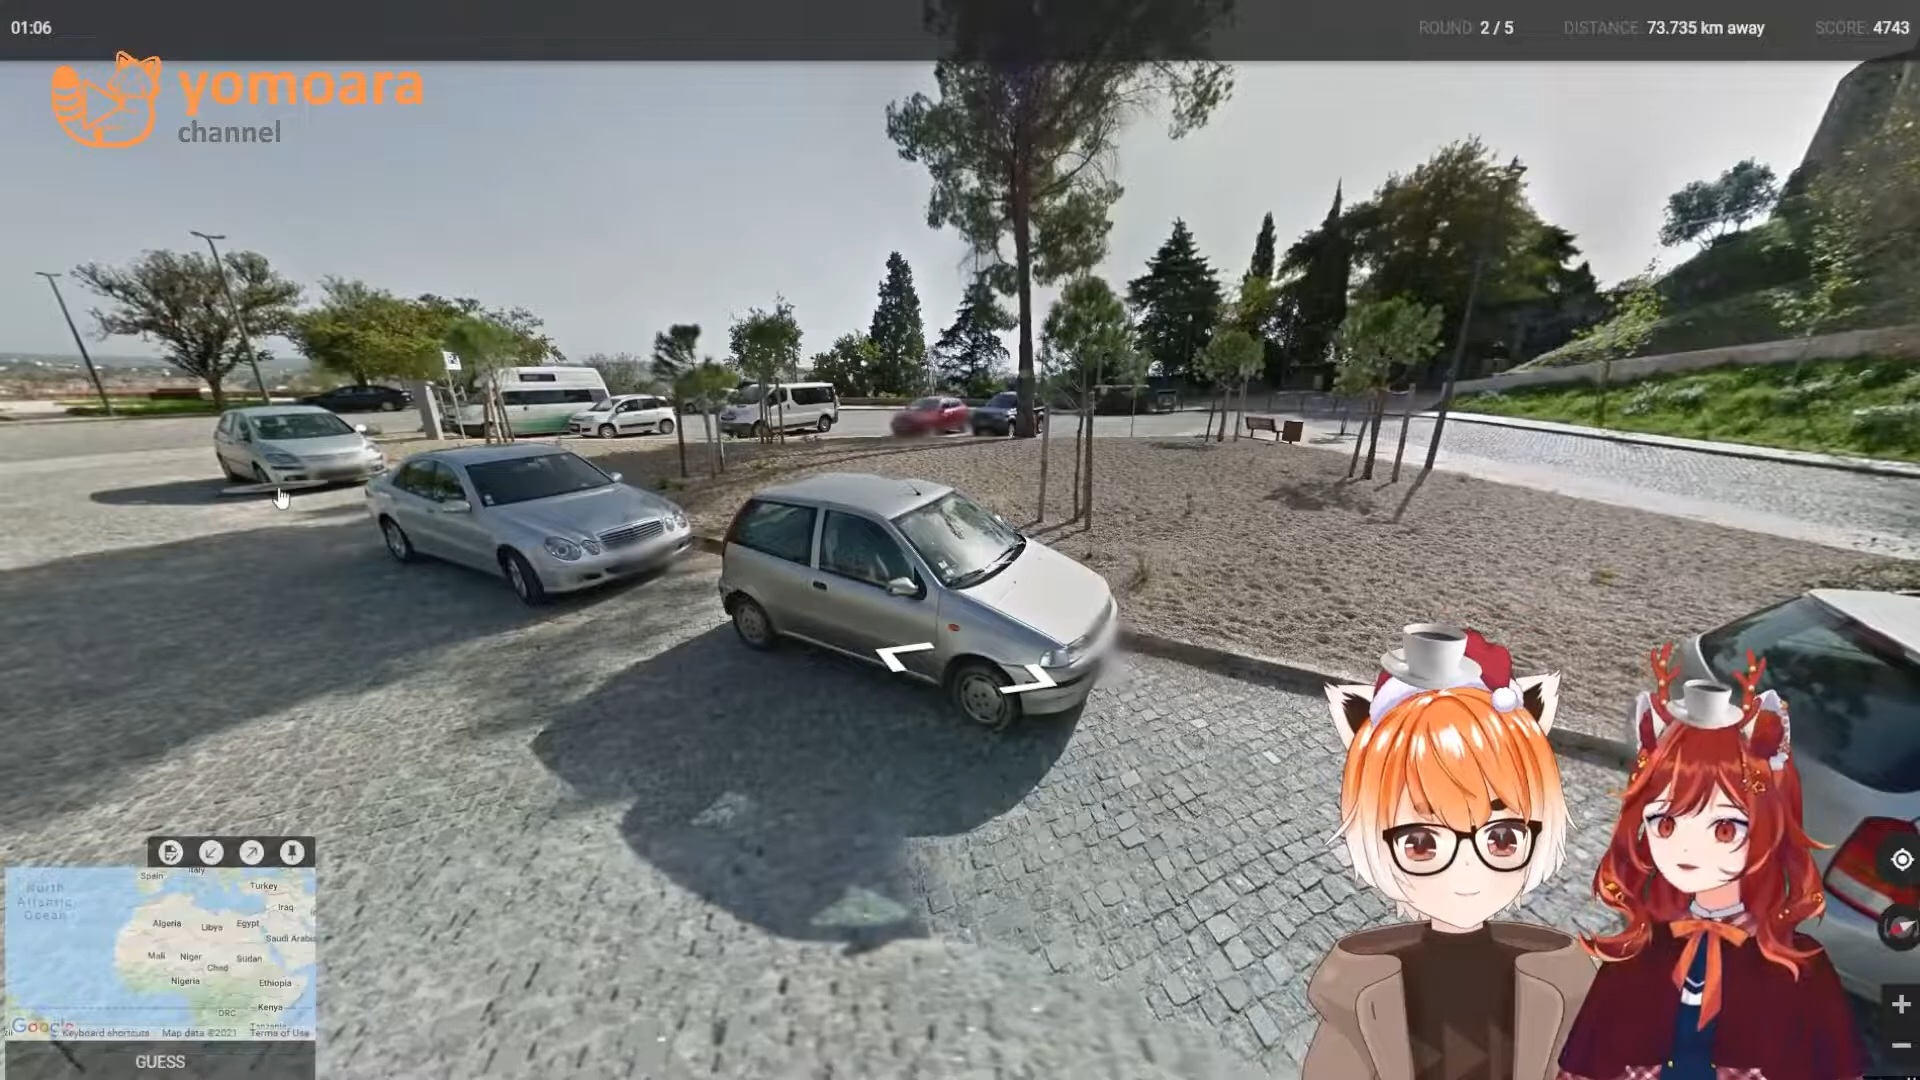 01:06
ROUND 2 / 5
DISTANCE 73.735 km away
SCORE 4743
yomoara
channel
North
Atlantic
Ocean
Spain
Italy
Turkey
Iraq
Algeria
Libya
Egypt
Saudi Arabia
Mali
Niger
Chad
Sudan
Nigeria
Ethiopia
DRC
Kenya
Tanzania
Google
Keyboard shortcuts
Map data ©2021
Terms of Use
GUESS